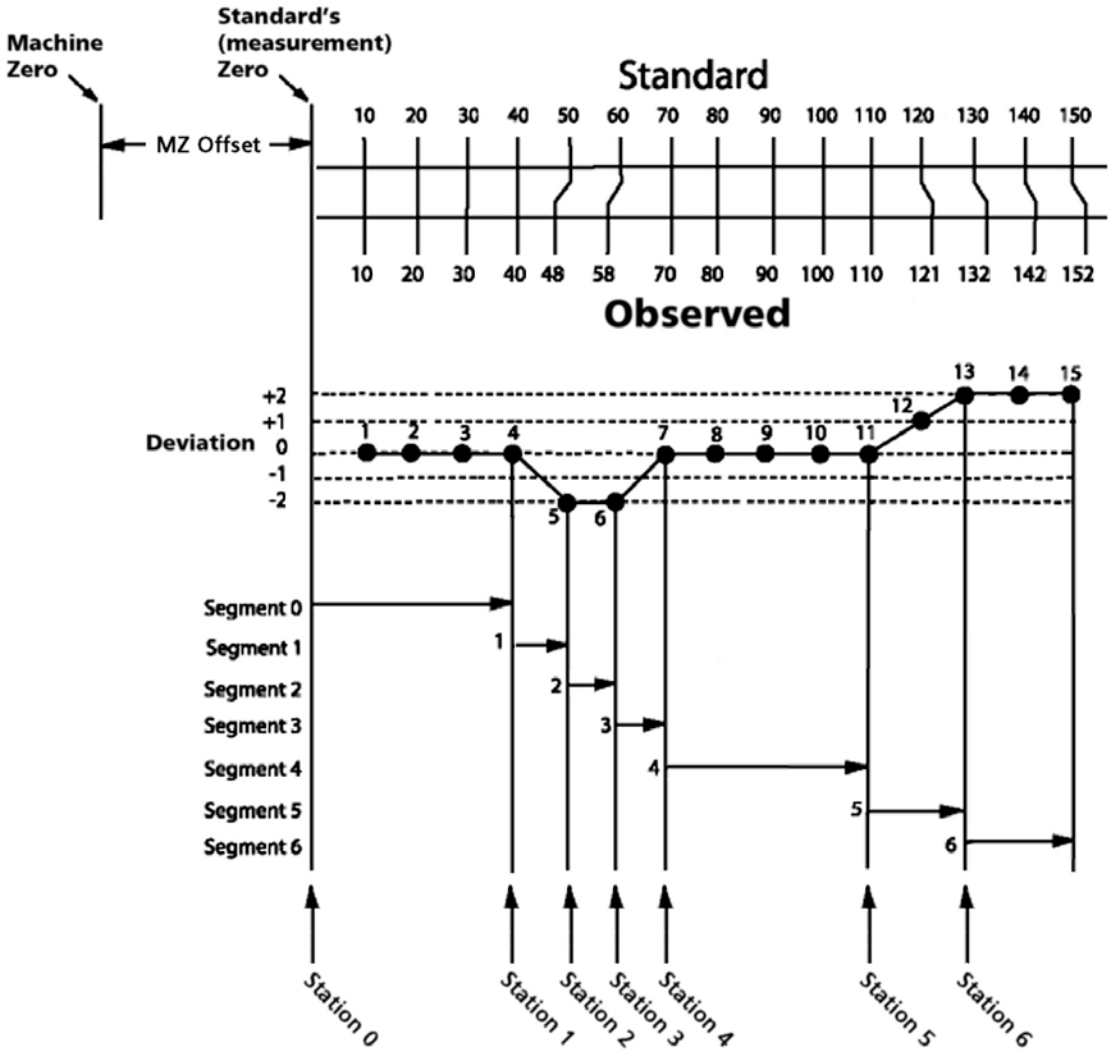 Machine
Zero
Standard's
(measurement)
Zero
MZ Offset
Standard
10 20 30 40 50 60 70 80 90 100 110 120 130 140 150
10 20 30 40 48 58 70 80 90 100 110 121 132 142 152
Observed
+2
+1
Deviation 0
-1
-2
1 2 3 4 5 6 7 8 9 10 11 12 13 14 15
Segment 0
Segment 1 1
Segment 2 2
Segment 3 3
Segment 4 4
Segment 5 5
Segment 6 6
Station 0
Station 1
Station 2
Station 3
Station 4
Station 5
Station 6